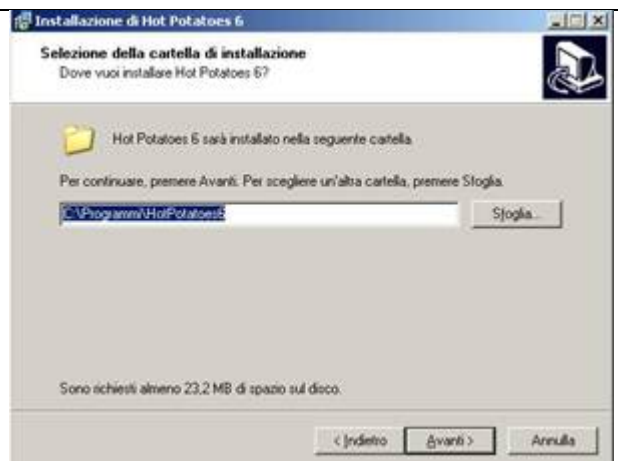 Installazione di Hot Potatoes 6
Selezione della cartella di installazione
Dove vuoi installare Hot Potatoes 6?
Hot Potatoes 6 sarà installato nella seguente cartella.
Per continuare, premere Avanti. Per scegliere un'altra cartella, premere Sfoglia.
C:\Programmi\HotPotatoes6
Sfoglia...
Sono richiesti almeno 23,2 MB di spazio sul disco.
< Indietro
Avanti >
Annulla